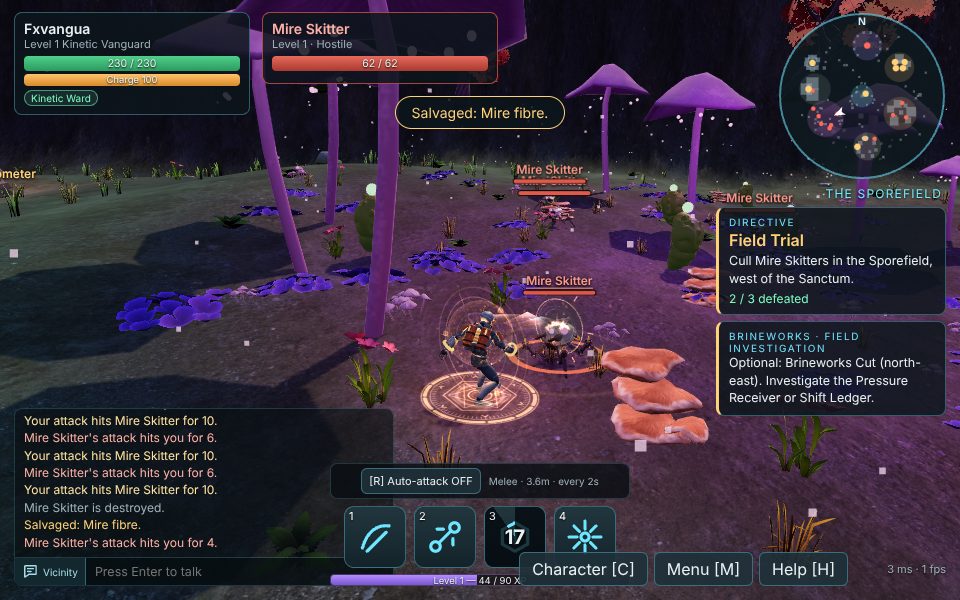 Fxvangua
Level 1 Kinetic Vanguard
230 / 230
Charge 100
Kinetic Ward
Mire Skitter
Level 1 · Hostile
62 / 62
Salvaged: Mire fibre.
N
THE SPOREFIELD
ometer
Mire Skitter
Mire Skitter
Mire Skitter
DIRECTIVE
Field Trial
Cull Mire Skitters in the Sporefield,
west of the Sanctum.
2 / 3 defeated
BRINEWORKS · FIELD
INVESTIGATION
Optional: Brineworks Cut (north-
east). Investigate the Pressure
Receiver or Shift Ledger.
Your attack hits Mire Skitter for 10.
Mire Skitter's attack hits you for 6.
Your attack hits Mire Skitter for 10.
Mire Skitter's attack hits you for 6.
Your attack hits Mire Skitter for 10.
Mire Skitter is destroyed.
Salvaged: Mire fibre.
Mire Skitter's attack hits you for 4.
Vicinity
Press Enter to talk
[R] Auto-attack OFF
Melee · 3.6m · every 2s
1
2
3
17
4
Level 1 — 44 / 90 X
Character [C]
Menu [M]
Help [H]
3 ms · 1 fps